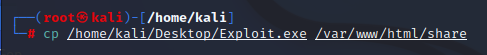 ┌──(root㉿kali)-[/home/kali]
└─# cp /home/kali/Desktop/Exploit.exe /var/www/html/share